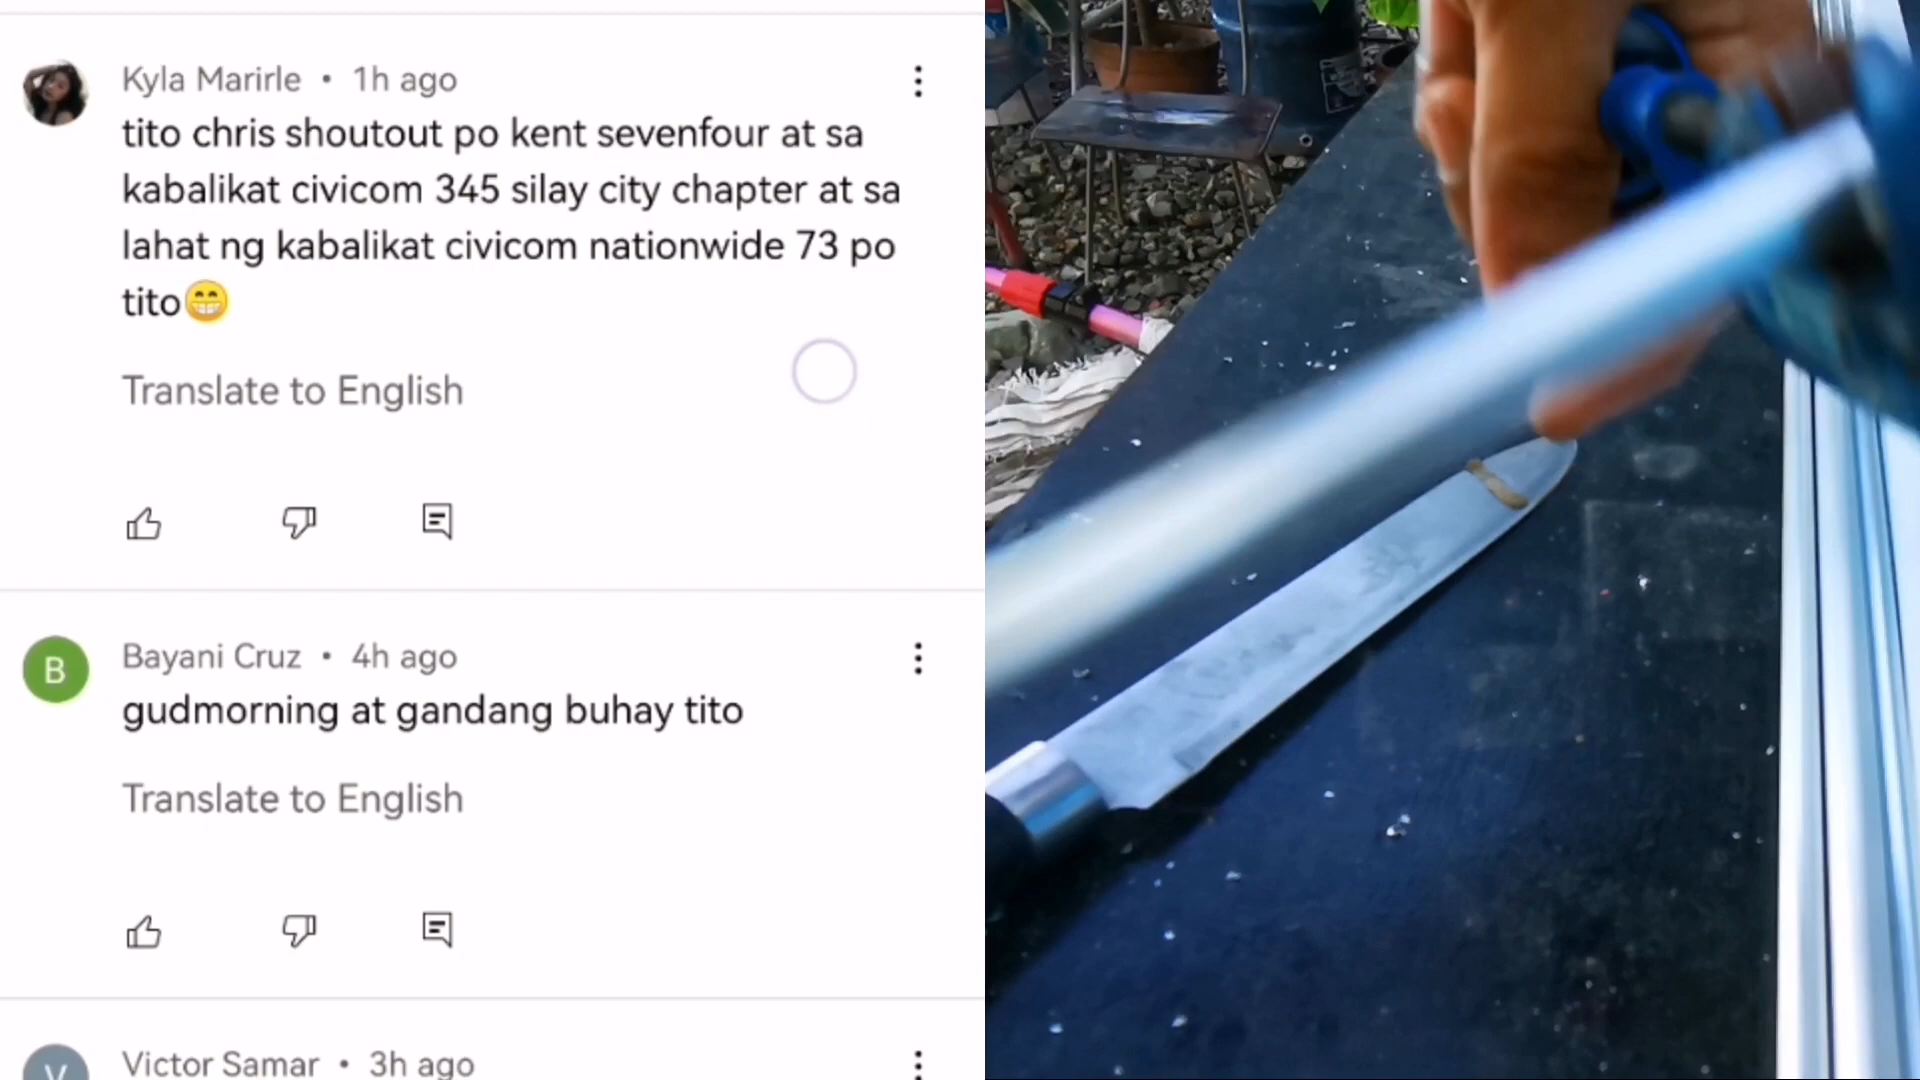 Kyla Marirle • 1h ago
tito chris shoutout po kent sevenfour at sa
kabalikat civicom 345 silay city chapter at sa
lahat ng kabalikat civicom nationwide 73 po
tito😁
Translate to English
B
Bayani Cruz • 4h ago
gudmorning at gandang buhay tito
Translate to English
V
Victor Samar • 3h ago